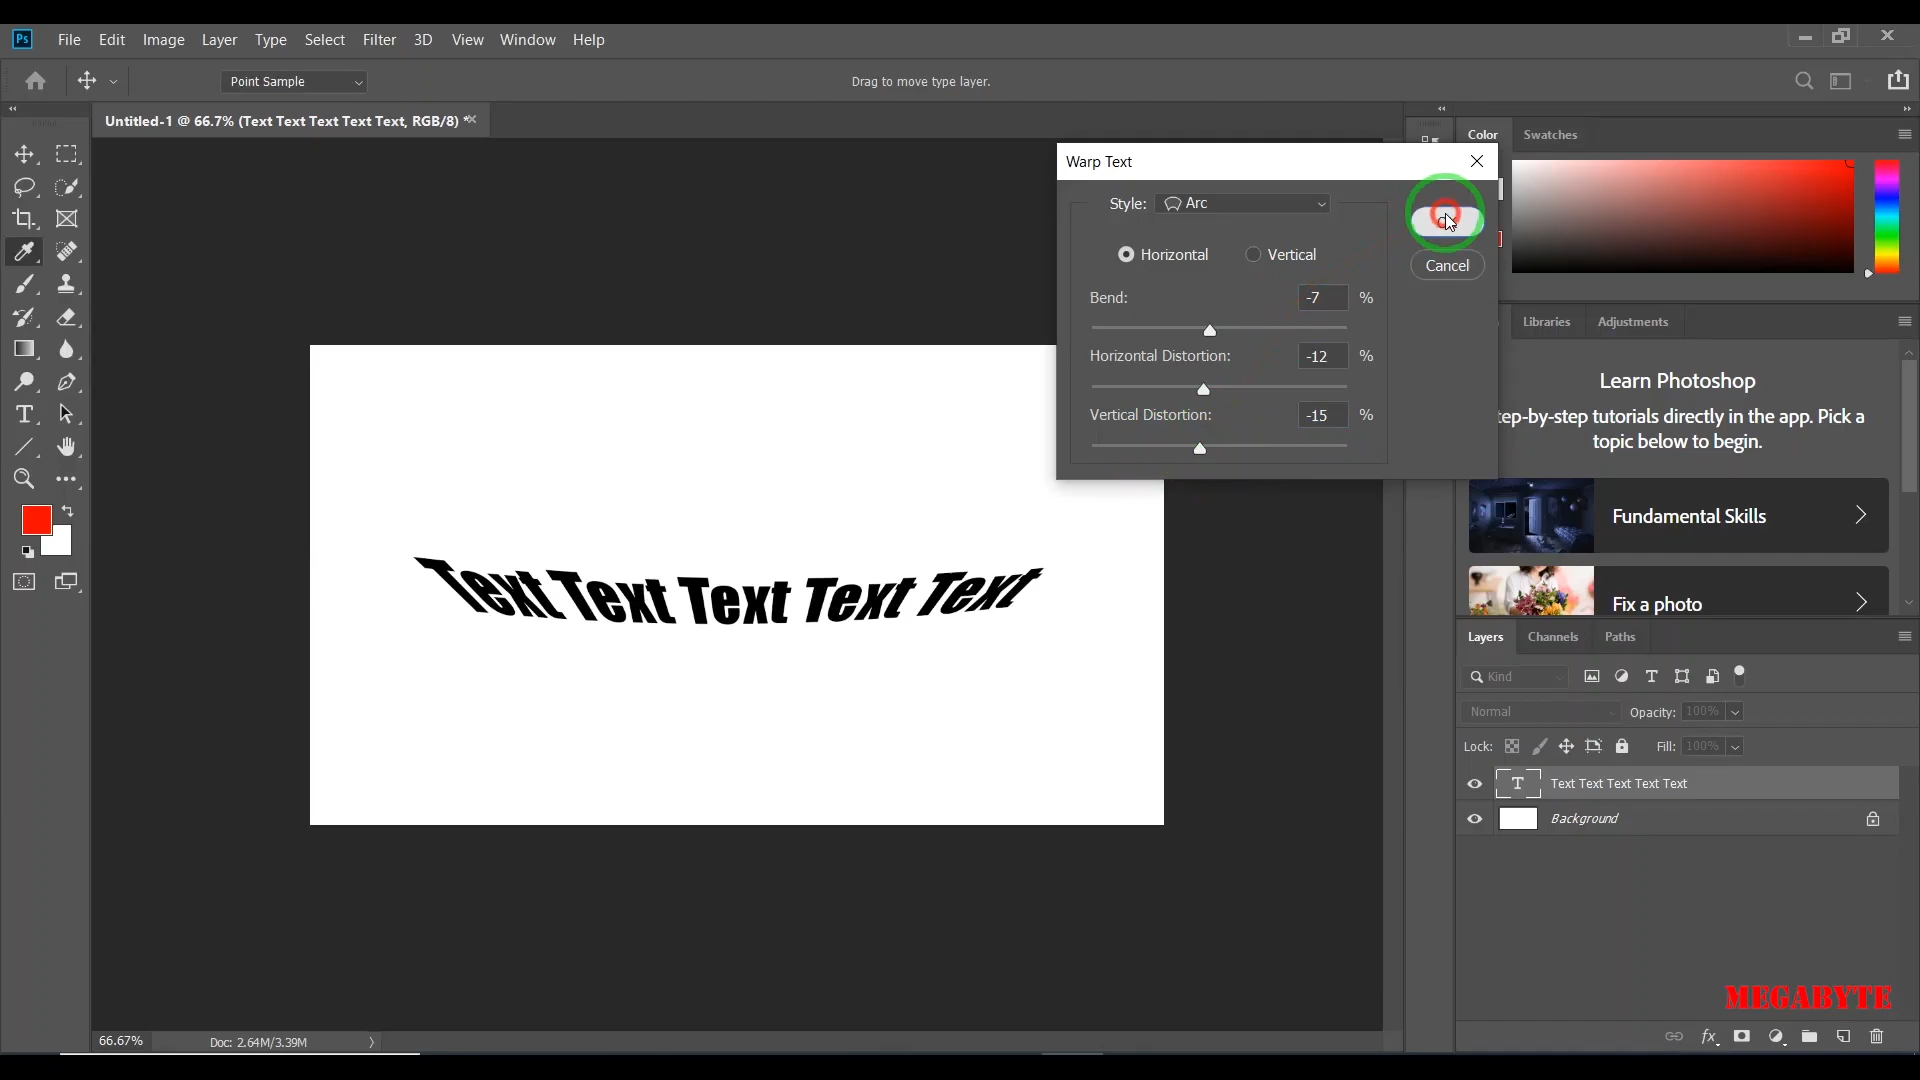 Ps File Edit Image Layer Type Select Filter 3D View Window Help
Point Sample
Drag to move type layer.
Untitled-1 @ 66.7% (Text Text Text Text Text, RGB/8) *
Color Swatches
Warp Text
Style: Arc
Horizontal Vertical
Cancel
Bend: -7 %
Horizontal Distortion: -12 %
Vertical Distortion: -15 %
Libraries Adjustments
Learn Photoshop
tep-by-step tutorials directly in the app. Pick a
topic below to begin.
Fundamental Skills
Fix a photo
Text Text Text Text Text
Layers Channels Paths
Kind
Normal Opacity: 100%
Lock: Fill: 100%
T Text Text Text Text Text
Background
MEGABYTE
fx
66.67% Doc: 2.64M/3.39M